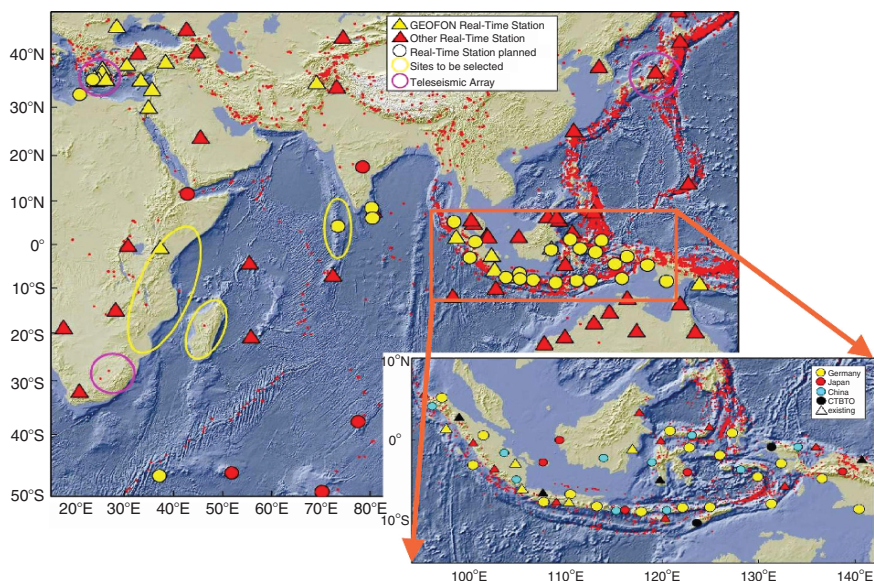 GEOFON Real-Time Station
Other Real-Time Station
Real-Time Station planned
Sites to be selected
Teleseismic Array
40°N
30°N
20°N
10°N
0°
10°S
20°S
30°S
40°S
50°S
20°E 30°E 40°E 50°E 60°E 70°E 80°E
10°N
0°
10°S
Germany
Japan
China
CTBTO
existing
100°E 110°E 120°E 130°E 140°E